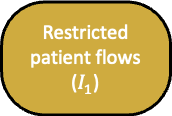 Restricted
patient flows
(I₁)